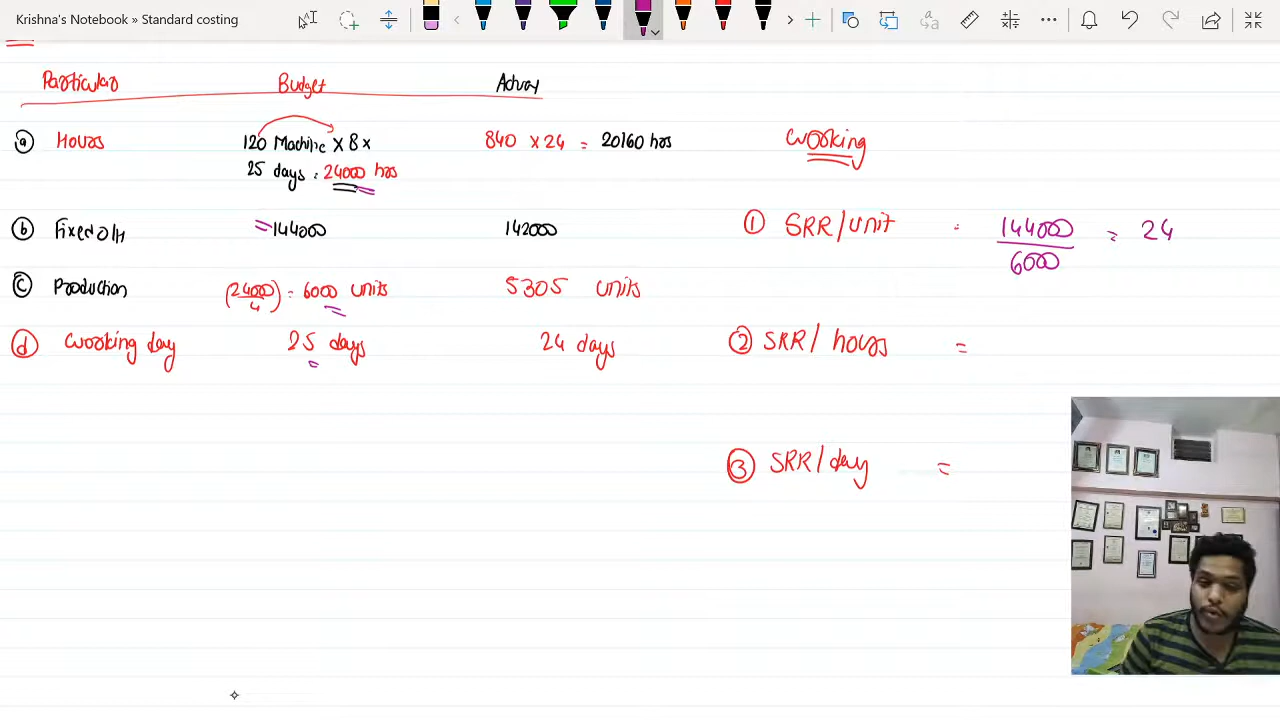 Krishna's Notebook » Standard costing
Particular Budget
a Hours 120 Machine × 8 × 840 × 24 = 20160 hrs Working
25 days = 24000 hrs
b Fixed OH = 144000 142000 1 SRR/unit = 144000 = 24
6000
c Production (24000 = 6000 units 5305 units
4)
d Working day 25 days 24 days 2 SRR/ hours =
3 SRR/day =